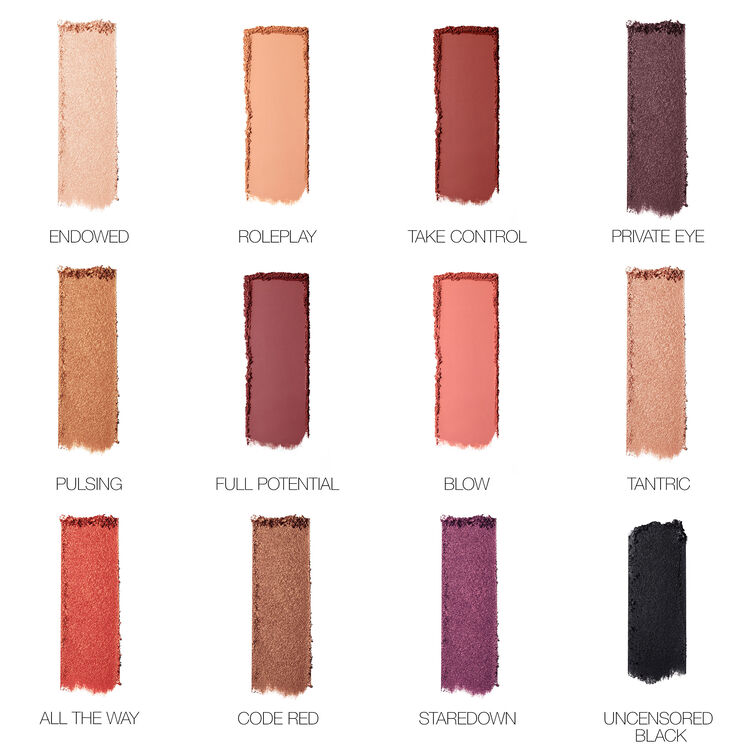 ENDOWED
ROLEPLAY
TAKE CONTROL
PRIVATE EYE
PULSING
FULL POTENTIAL
BLOW
TANTRIC
ALL THE WAY
CODE RED
STAREDOWN
UNCENSORED
BLACK